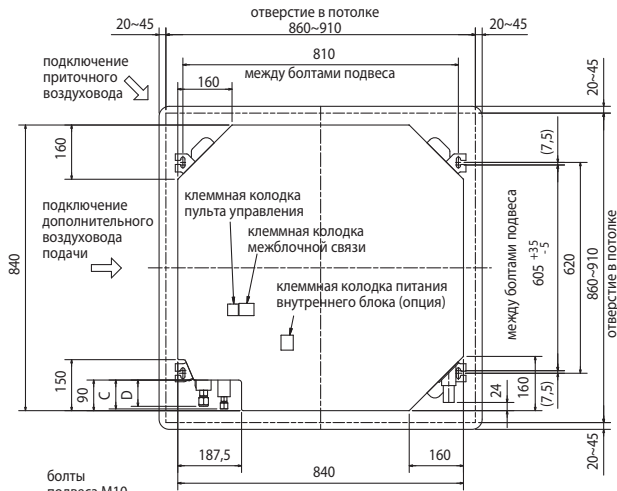 отверстие в потолке
20~45
860~910
20~45
810
между болтами подвеса
160
подключение
приточного
воздуховода
20~45
(7,5)
160
подключение
дополнительного
воздуховода
подачи
840
клеммная колодка
пульта управления
клеммная колодка
межблочной связи
клеммная колодка питания
внутреннего блока (опция)
между болтами подвеса
605 +35 -5
620
860~910
отверстие в потолке
150
90
C
D
24
160
(7,5)
20~45
187,5
160
840
болты
подвеса М10